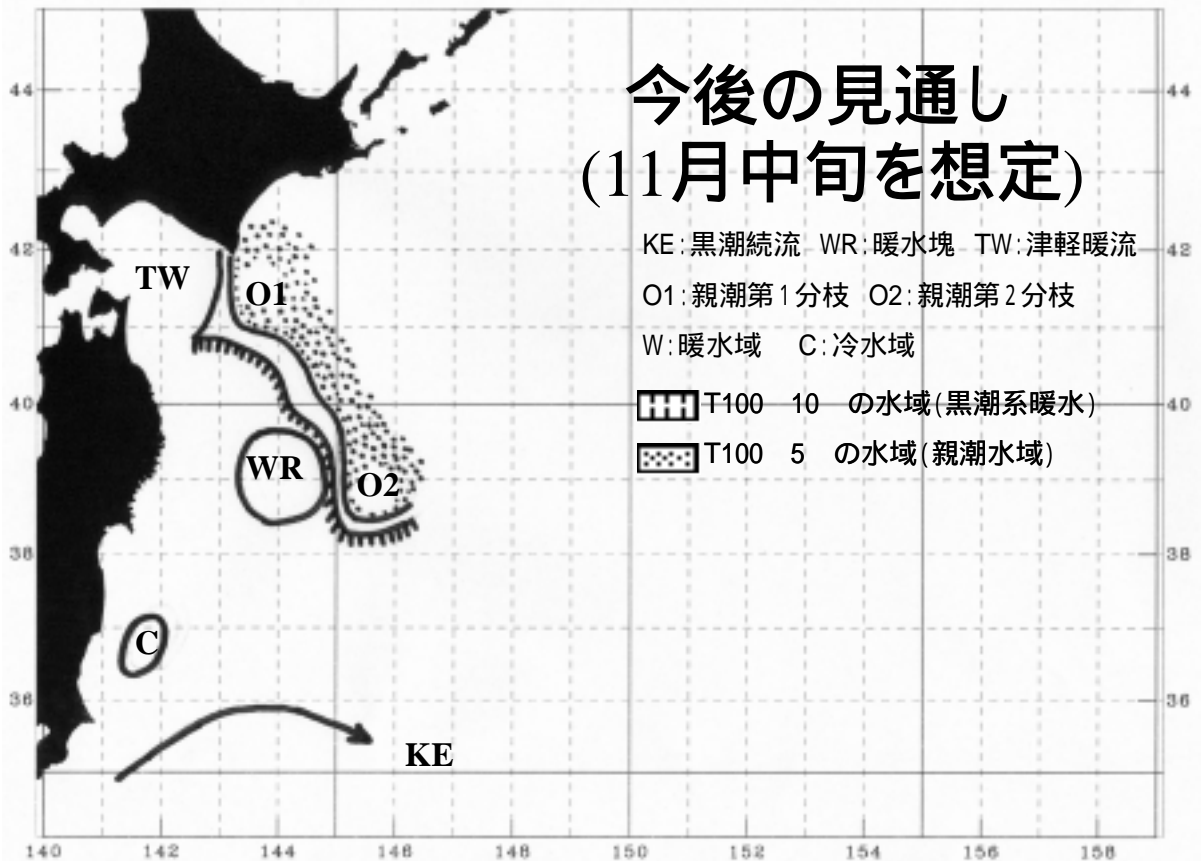 今後の見通し
(11月中旬を想定)
KE:黒潮続流 WR:暖水塊 TW:津軽暖流
O1:親潮第1分枝 O2:親潮第2分枝
W:暖水域 C:冷水域
T100 10 の水域(黒潮系暖水)
T100 5 の水域(親潮水域)
44 44
42 42
TW
O1
40 40
WR
O2
38 38
C
36 36
KE
140 142 144 146 148 150 152 154 156 158